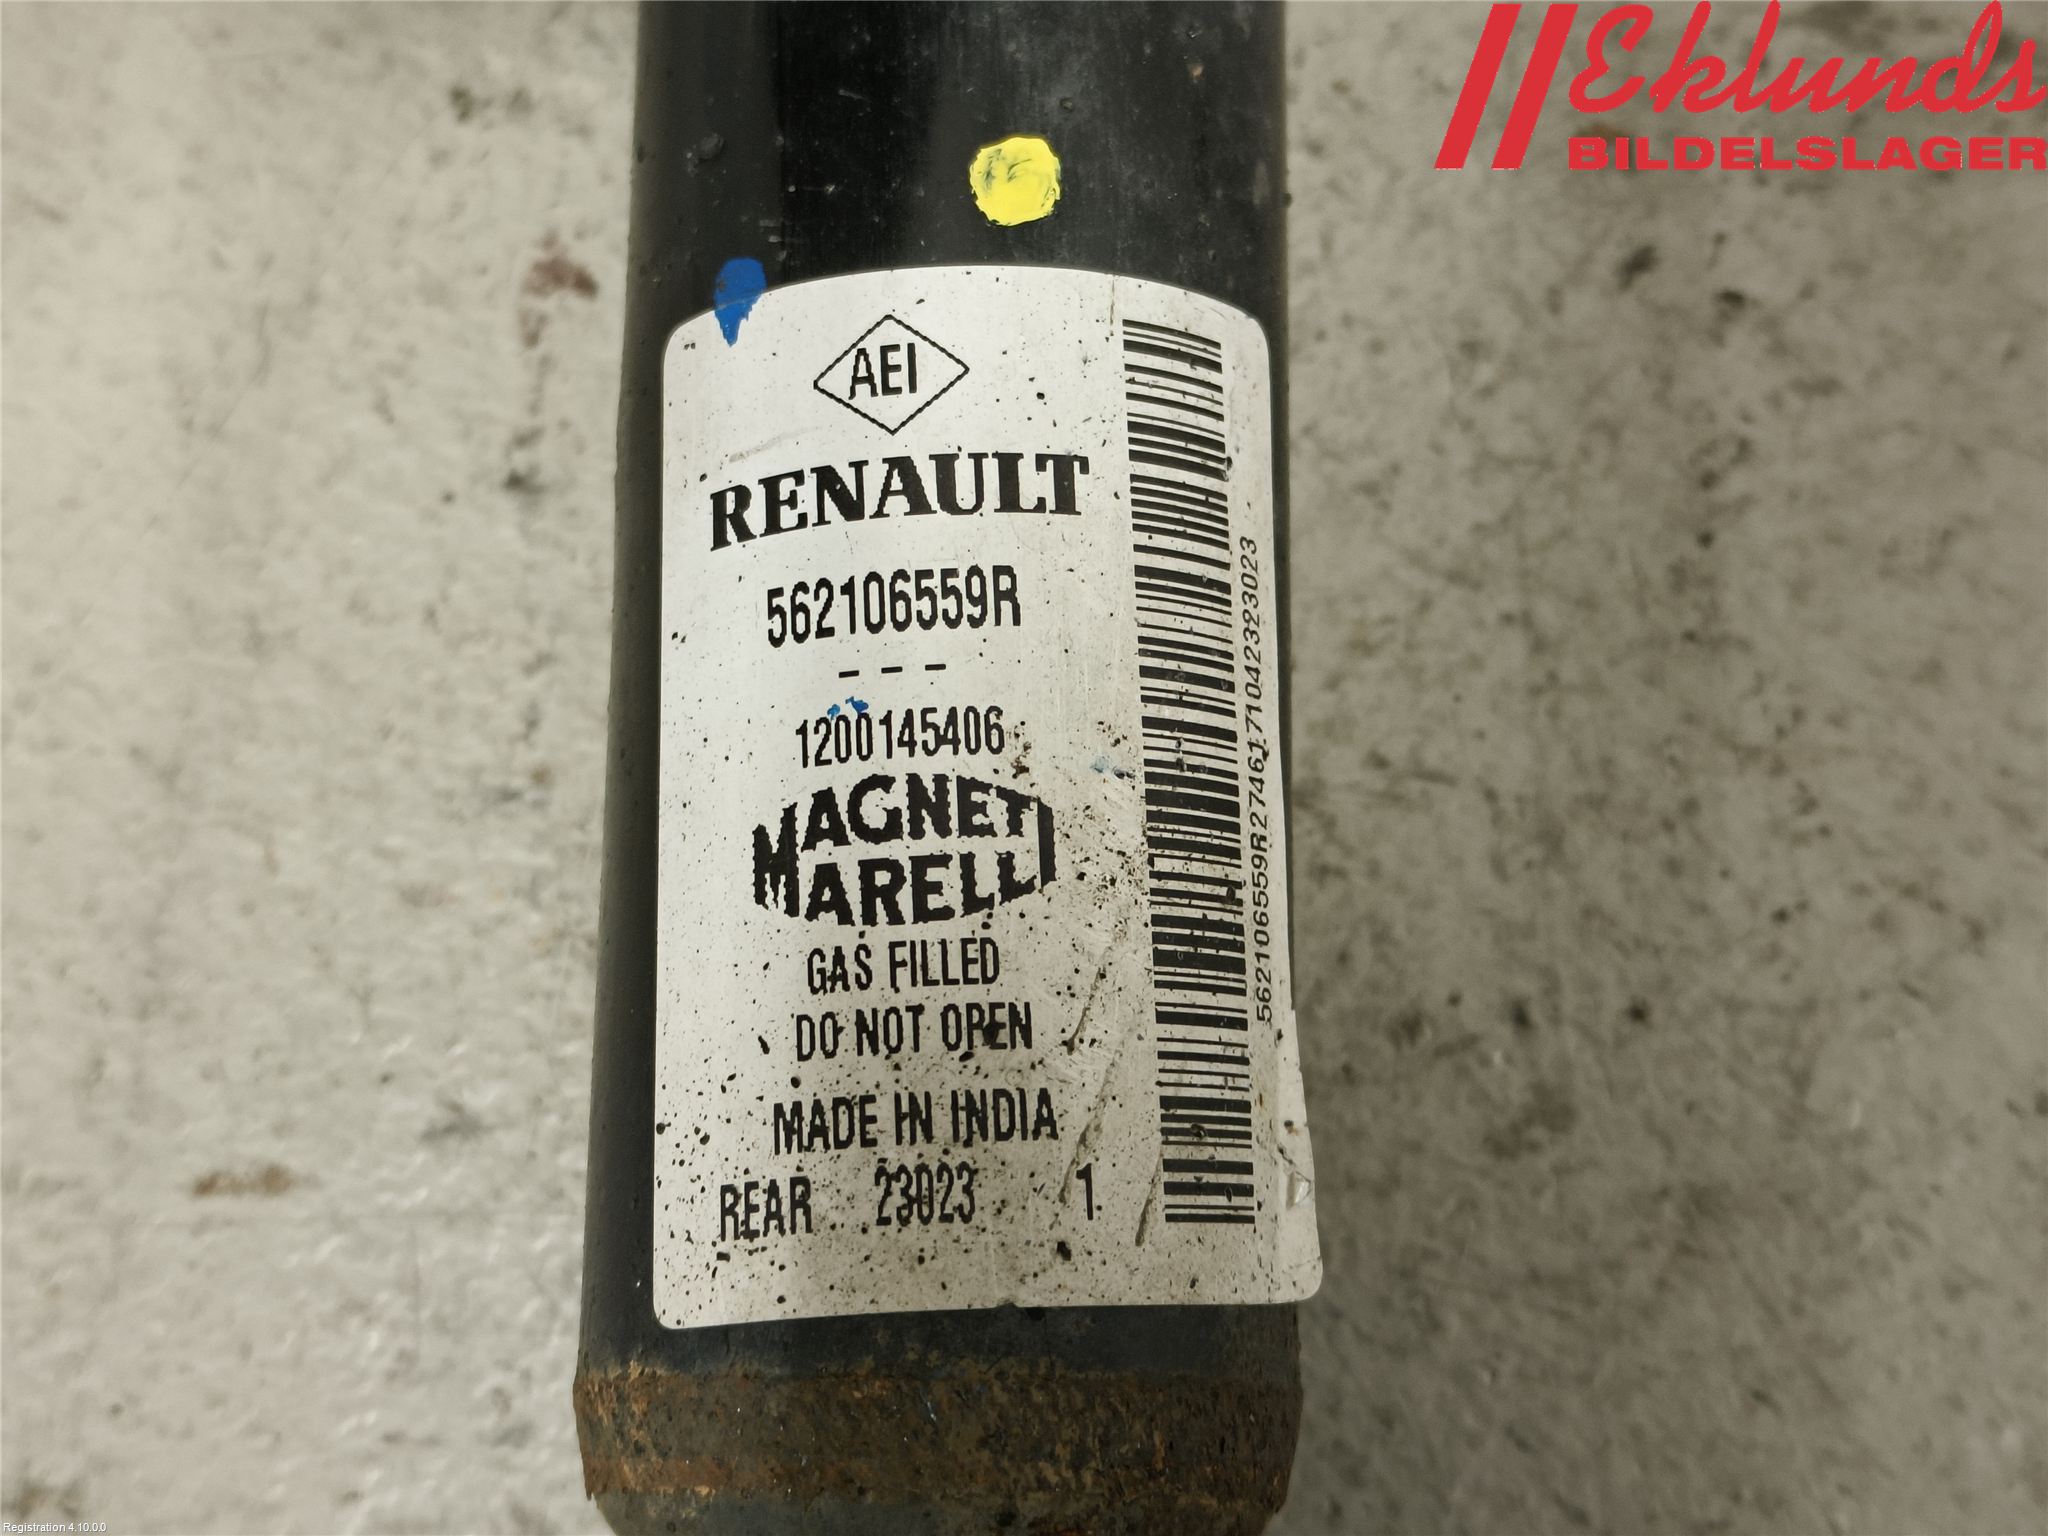 Eklunds
BILDELSLAGER
AEI
RENAULT
562106559R
- - -
1200145406
MAGNETI
MARELLI
GAS FILLED
DO NOT OPEN
MADE IN INDIA
REAR 23023 1
562106559R2746171042323023
Registration 4.10.0.0